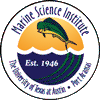 Marine Science Institute
Est. 1946
The University of Texas at Austin • Port Aransas